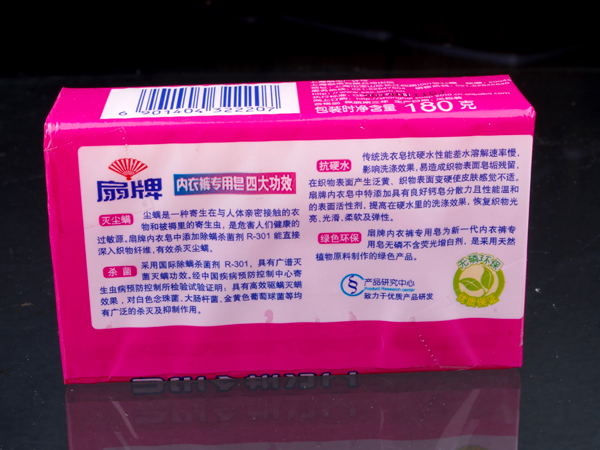 6 901404 322207
包装时净含量 180 克
扇牌
内衣裤专用皂四大功效
灭尘螨 尘螨是一种寄生在与人体亲密接触的衣
物和被褥里的寄生虫，是危害人们健康的
过敏源，扇牌内衣皂中添加除螨杀菌剂 R-301 能直接
深入织物纤维，有效杀灭尘螨。
杀菌 采用国际除螨杀菌剂 R-301，具有广谱灭
菌灭螨功效，经中国疾病预防控制中心寄
生虫病预防控制所检验试验证明：具有高效驱螨灭螨
效果，对白色念珠菌、大肠杆菌、金黄色葡萄球菌等均
有广泛的杀灭及抑制作用。
抗硬水 传统洗衣皂抗硬水性能差水溶解速率慢，
影响洗涤效果，易造成织物表面皂垢残留，
在织物表面产生泛黄、织物表面变硬使皮肤感觉不适。
扇牌内衣裤皂中特添加具有良好钙皂分散力且性能温和
的表面活性剂，提高在硬水里的洗涤效果，恢复织物光
亮、光滑、柔软及弹性。
绿色环保 扇牌内衣裤专用皂为新一代内衣裤专
用皂无磷不含荧光增白剂，是采用天然
植物原料制作的绿色产品。
产品研究中心
Product Research center
致力于优质产品研发
无磷环保